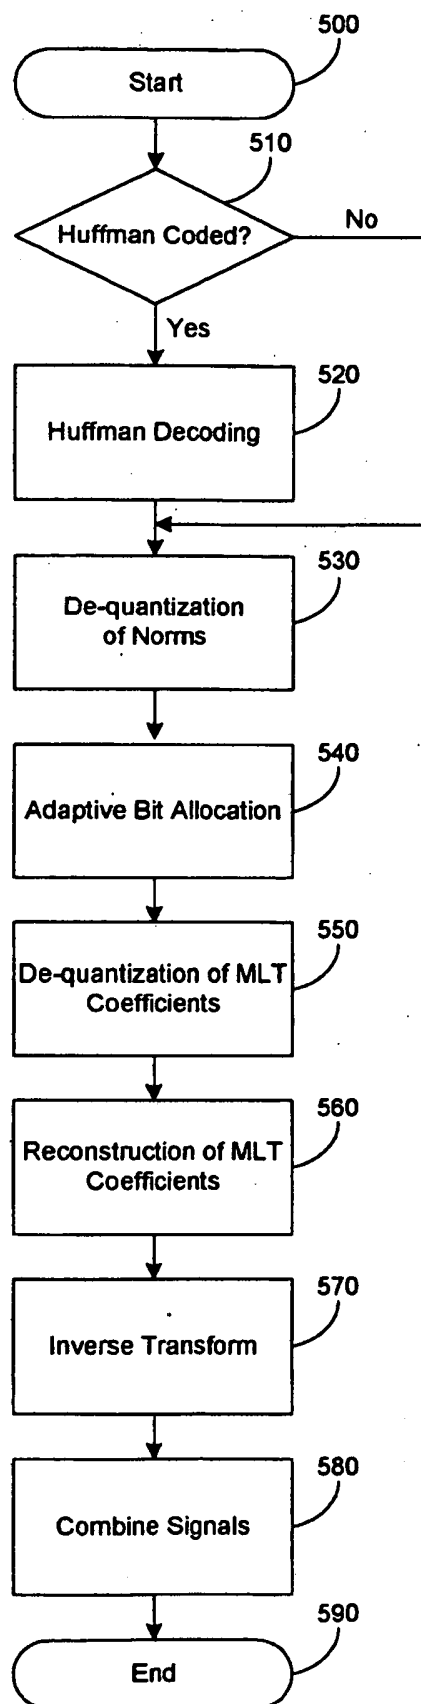 500
Start
510
Huffman Coded?
No
Yes
520
Huffman Decoding
530
De-quantization
of Norms
540
Adaptive Bit Allocation
550
De-quantization of MLT
Coefficients
560
Reconstruction of MLT
Coefficients
570
Inverse Transform
580
Combine Signals
590
End